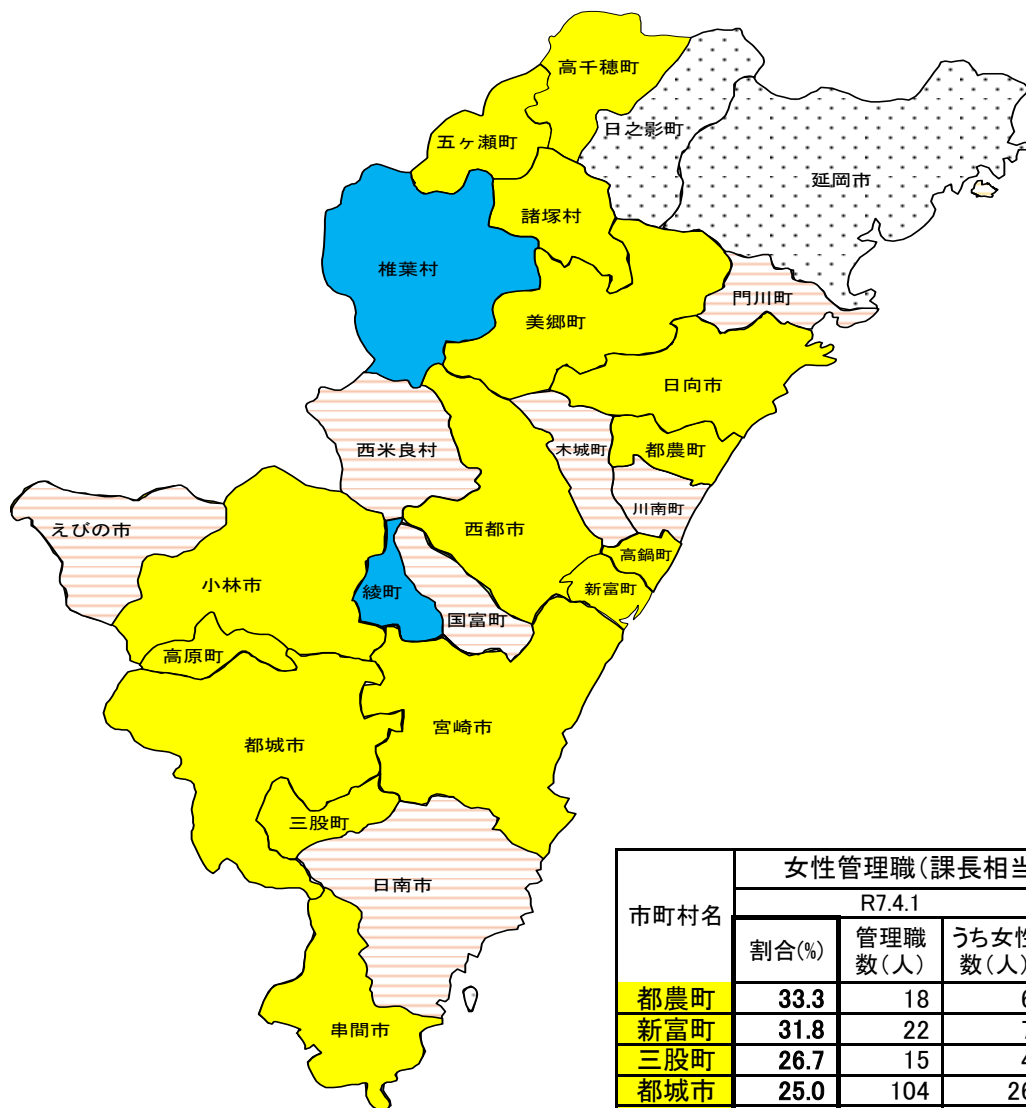 高千穂町
日之影町
五ヶ瀬町
延岡市
諸塚村
椎葉村
門川町
美郷町
日向市
西米良村
木城町
都農町
川南町
えびの市
西都市
高鍋町
小林市
綾町
新富町
国富町
高原町
宮崎市
都城市
三股町
日南市
串間市
市町村名
女性管理職(課長相当
R7.4.1
割合(%)
管理職
数(人)
うち女性
数(人)
都農町 33.3 18 6
新富町 31.8 22
三股町 26.7 15 4
都城市 25.0 104 26